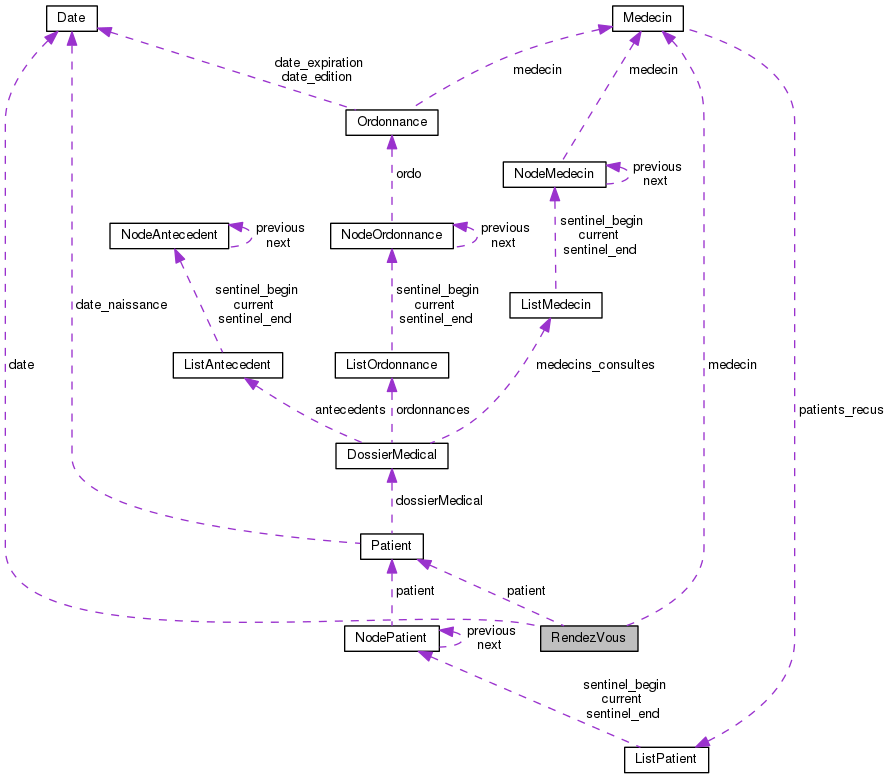 Date
Medecin
date_expiration
date_edition
medecin
medecin
Ordonnance
ordo
NodeMedecin
previous
next
NodeAntecedent
previous
next
NodeOrdonnance
previous
next
sentinel_begin
current
sentinel_end
sentinel_begin
current
sentinel_end
sentinel_begin
current
sentinel_end
date_naissance
ListMedecin
date
ListAntecedent
ListOrdonnance
medecins_consultes
medecin
antecedents
ordonnances
patients_recus
DossierMedical
dossierMedical
Patient
patient
patient
NodePatient
previous
next
RendezVous
sentinel_begin
current
sentinel_end
ListPatient